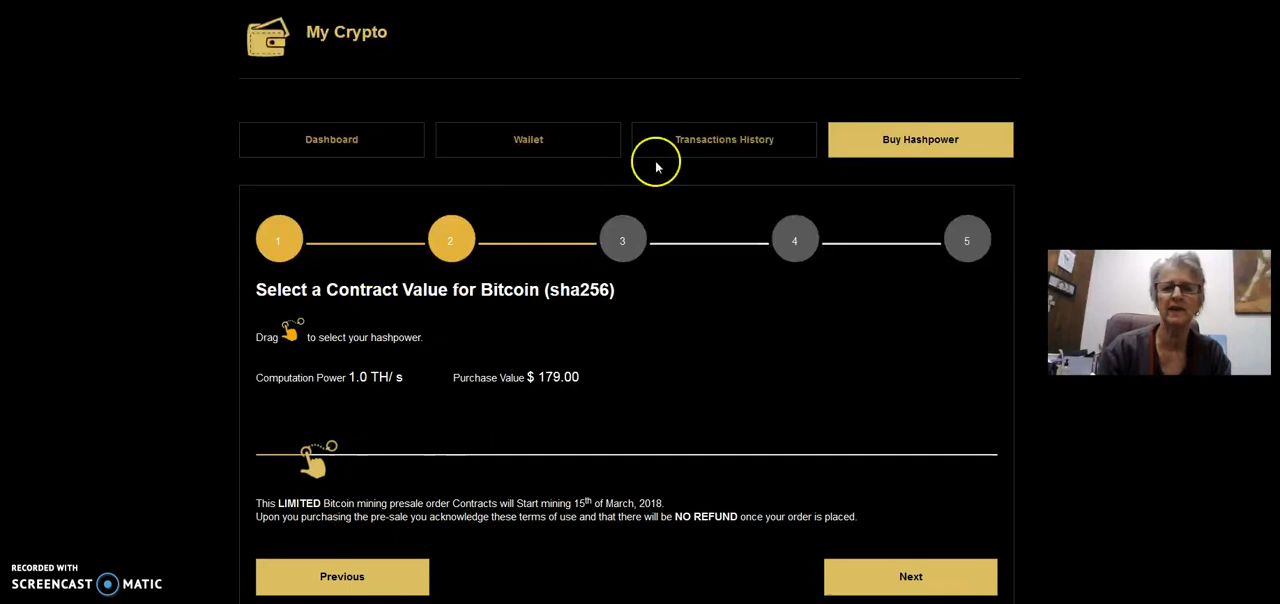 My Crypto
Dashboard
Wallet
Transactions History
Buy Hashpower
1
2
3
4
5
Select a Contract Value for Bitcoin (sha256)
Drag to select your hashpower.
Computation Power 1.0 TH/ s
Purchase Value $ 179.00
This LIMITED Bitcoin mining presale order Contracts will Start mining 15th of March, 2018.
Upon you purchasing the pre-sale you acknowledge these terms of use and that there will be NO REFUND once your order is placed.
Previous
Next
RECORDED WITH
SCREENCAST MATIC